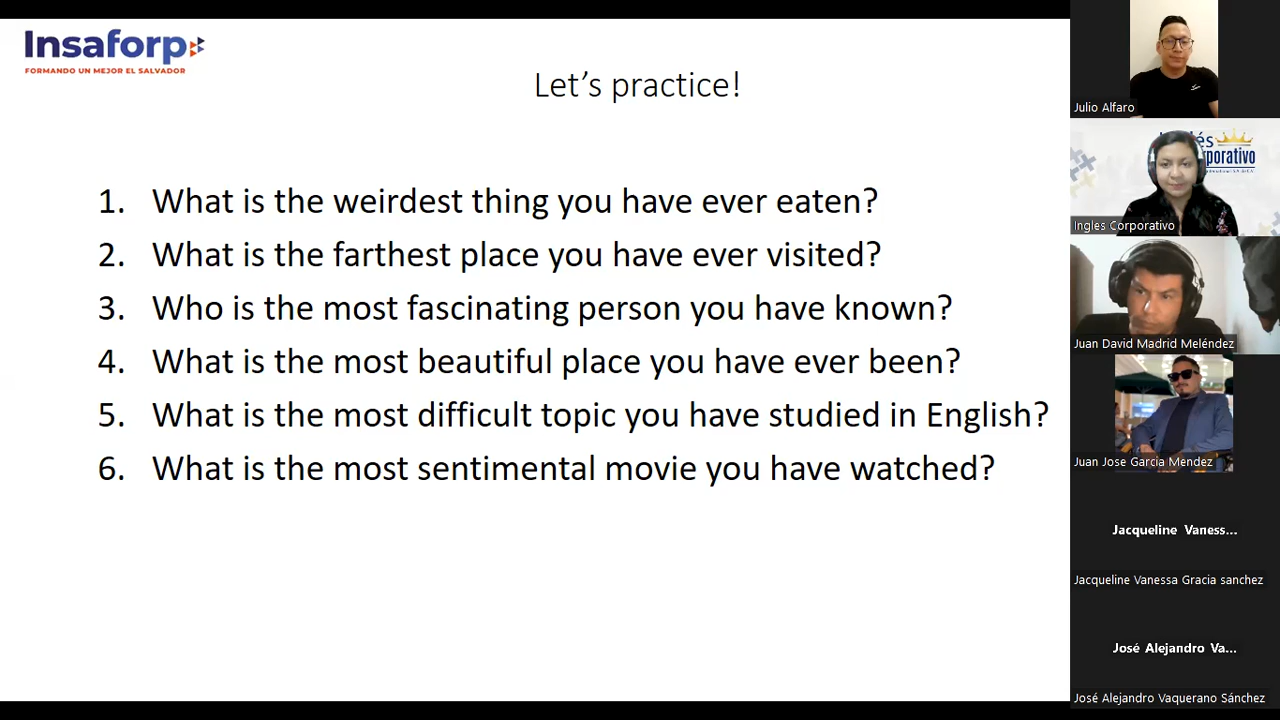 Insaforp
FORMANDO UN MEJOR EL SALVADOR
Let's practice!
1. What is the weirdest thing you have ever eaten?
2. What is the farthest place you have ever visited?
3. Who is the most fascinating person you have known?
4. What is the most beautiful place you have ever been?
5. What is the most difficult topic you have studied in English?
6. What is the most sentimental movie you have watched?
Julio Alfaro
Ingles Corporativo
Juan David Madrid Meléndez
Juan Jose Garcia Mendez
Jacqueline Vaness...
Jacqueline Vanessa Gracia sanchez
José Alejandro Va...
José Alejandro Vaquerano Sánchez